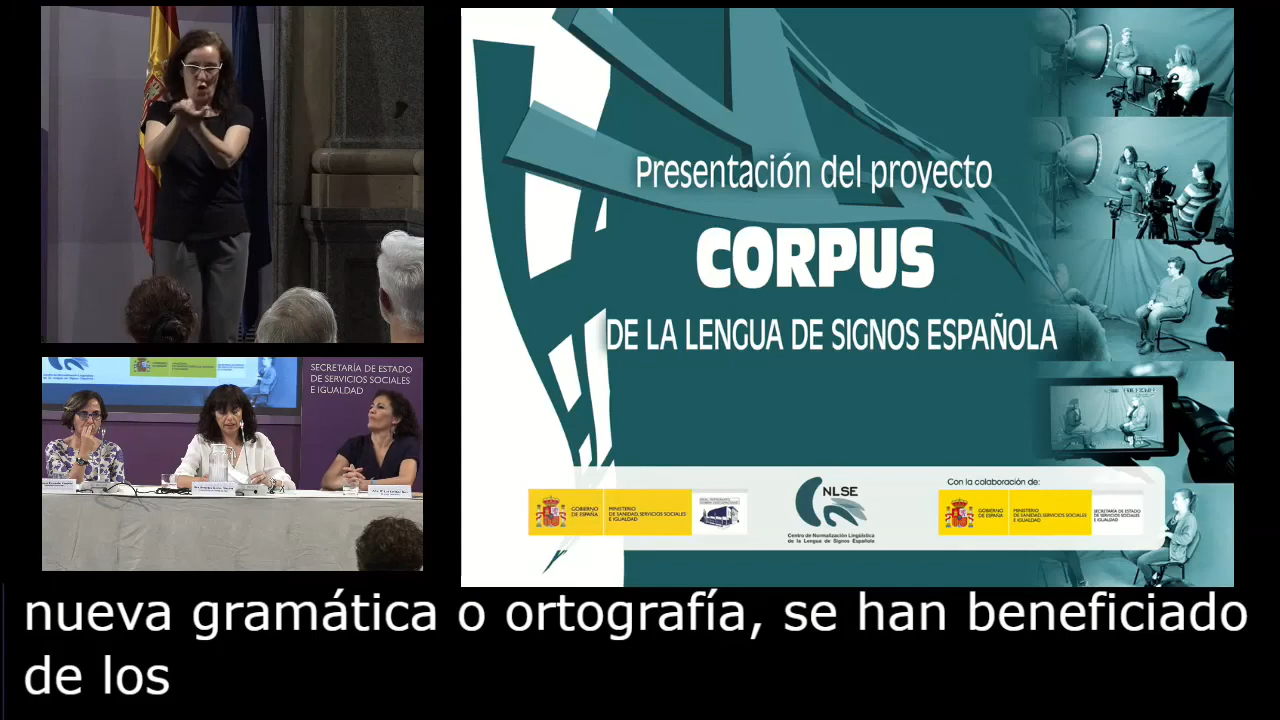 Presentación del proyecto
CORPUS
DE LA LENGUA DE SIGNOS ESPAÑOLA
SECRETARÍA DE ESTADO
DE SERVICIOS SOCIALES
E IGUALDAD
Con la colaboración de:
GOBIERNO
DE ESPAÑA
MINISTERIO
DE SANIDAD, SERVICIOS SOCIALES
E IGUALDAD
NLSE
Centro de Normalización Lingüística
de la Lengua de Signos Española
GOBIERNO
DE ESPAÑA
MINISTERIO
DE SANIDAD, SERVICIOS SOCIALES
E IGUALDAD
SECRETARÍA DE ESTADO
DE SERVICIOS SOCIALES
E IGUALDAD
nueva gramática o ortografía, se han beneficiado
de los